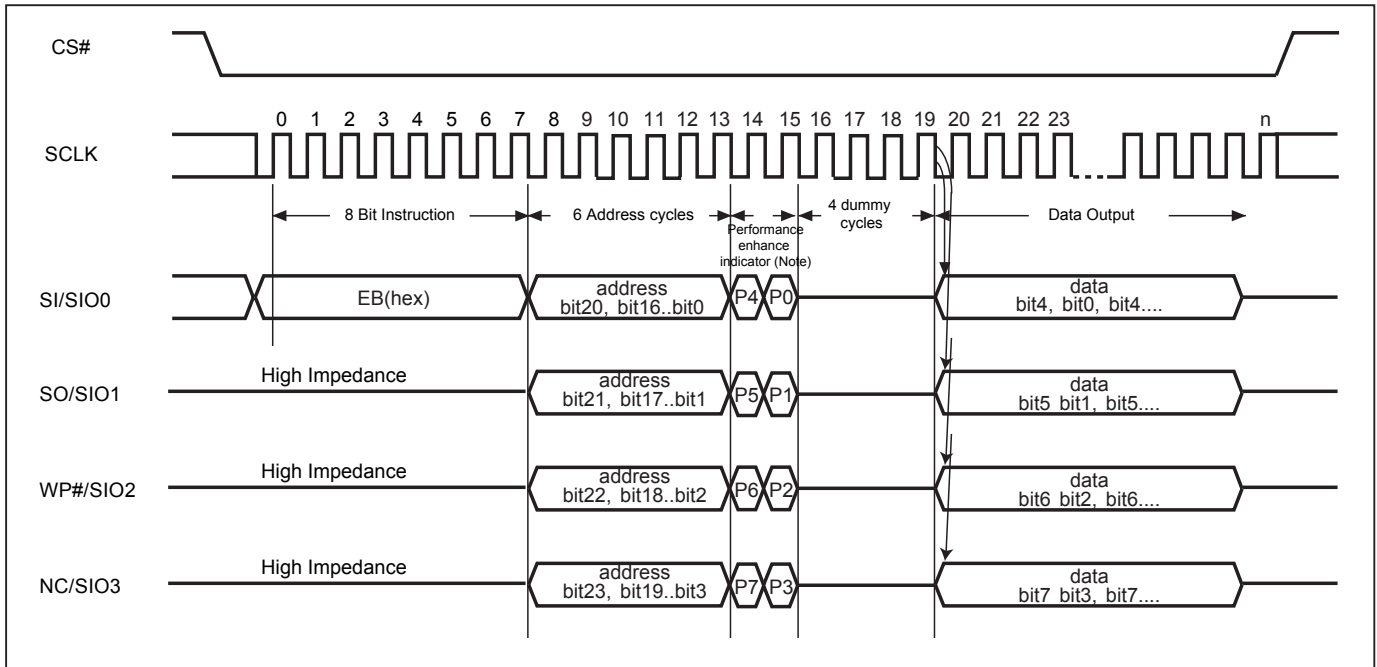 CS#
0 1 2 3 4 5 6 7 8 9 10 11 12 13 14 15 16 17 18 19 20 21 22 23 n
SCLK
8 Bit Instruction
6 Address cycles
Performance
enhance
indicator (Note)
4 dummy
cycles
Data Output
SI/SIO0
EB(hex)
address
bit20, bit16..bit0
P4 P0
data
bit4, bit0, bit4....
SO/SIO1
High Impedance
address
bit21, bit17..bit1
P5 P1
data
bit5 bit1, bit5....
WP#/SIO2
High Impedance
address
bit22, bit18..bit2
P6 P2
data
bit6 bit2, bit6....
NC/SIO3
High Impedance
address
bit23, bit19..bit3
P7 P3
data
bit7 bit3, bit7....